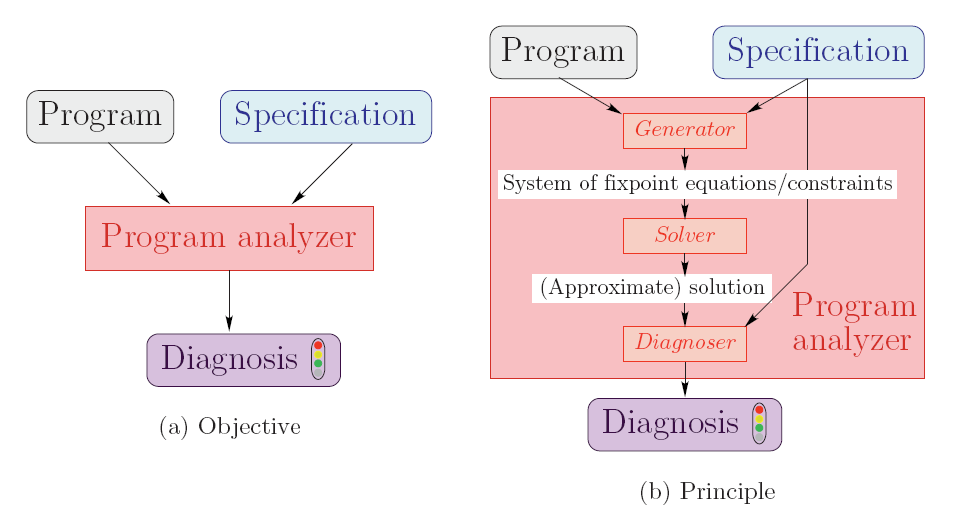 Program
Specification
Program analyzer
Diagnosis
(a) Objective
Program
Specification
Generator
System of fixpoint equations/constraints
Solver
(Approximate) solution
Diagnoser
Program
analyzer
Diagnosis
(b) Principle